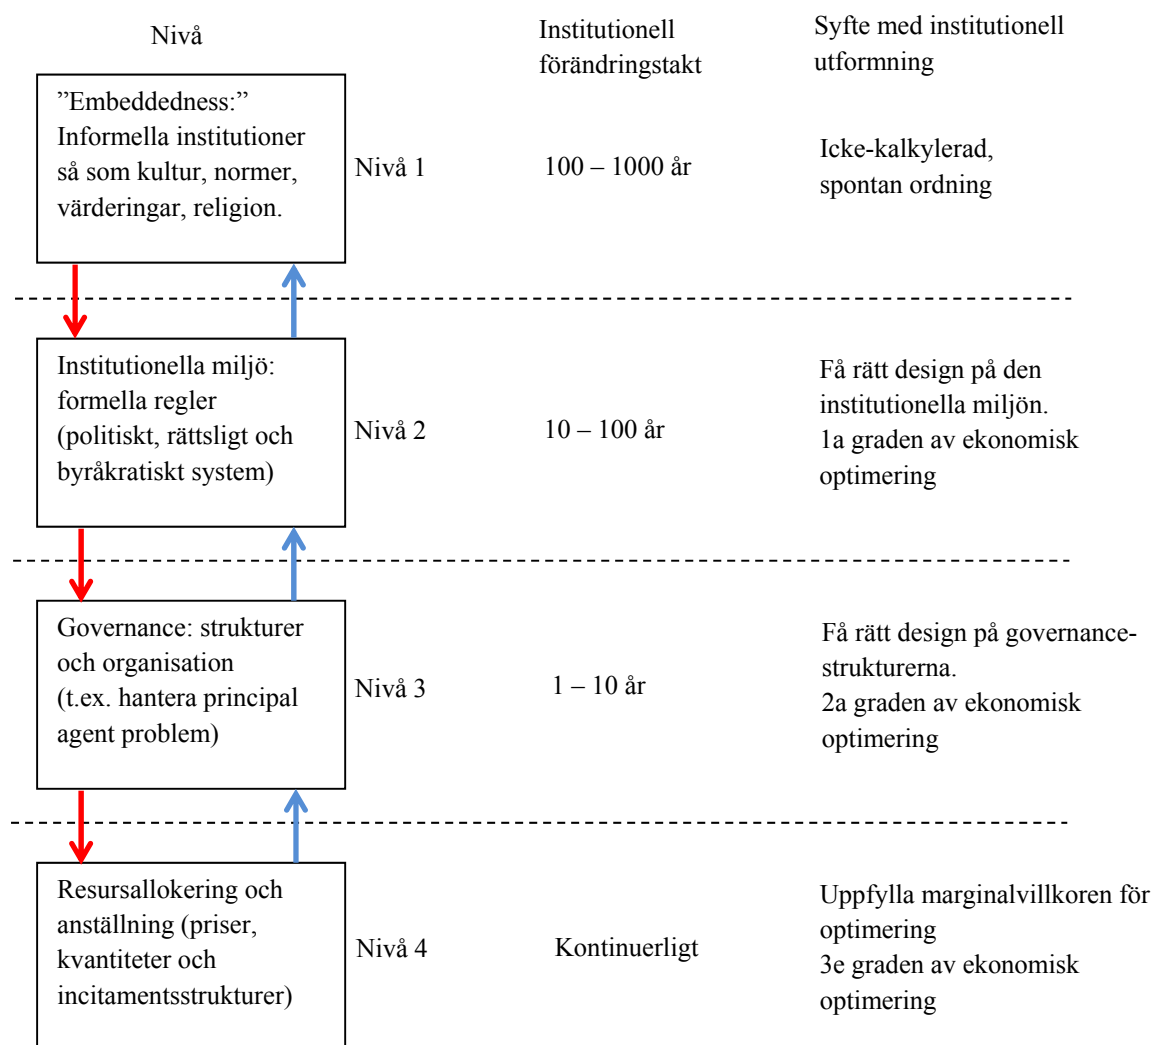 Nivå
Institutionell
förändringstakt
Syfte med institutionell
utformning
”Embeddedness:”
Informella institutioner
så som kultur, normer,
värderingar, religion.
Nivå 1
100 – 1000 år
Icke-kalkylerad,
spontan ordning
Institutionella miljö:
formella regler
(politiskt, rättsligt och
byråkratiskt system)
Nivå 2
10 – 100 år
Få rätt design på den
institutionella miljön.
1a graden av ekonomisk
optimering
Governance: strukturer
och organisation
(t.ex. hantera principal
agent problem)
Nivå 3
1 – 10 år
Få rätt design på governance-
strukturerna.
2a graden av ekonomisk
optimering
Resursallokering och
anställning (priser,
kvantiteter och
incitamentsstrukturer)
Nivå 4
Kontinuerligt
Uppfylla marginalvillkoren för
optimering
3e graden av ekonomisk
optimering